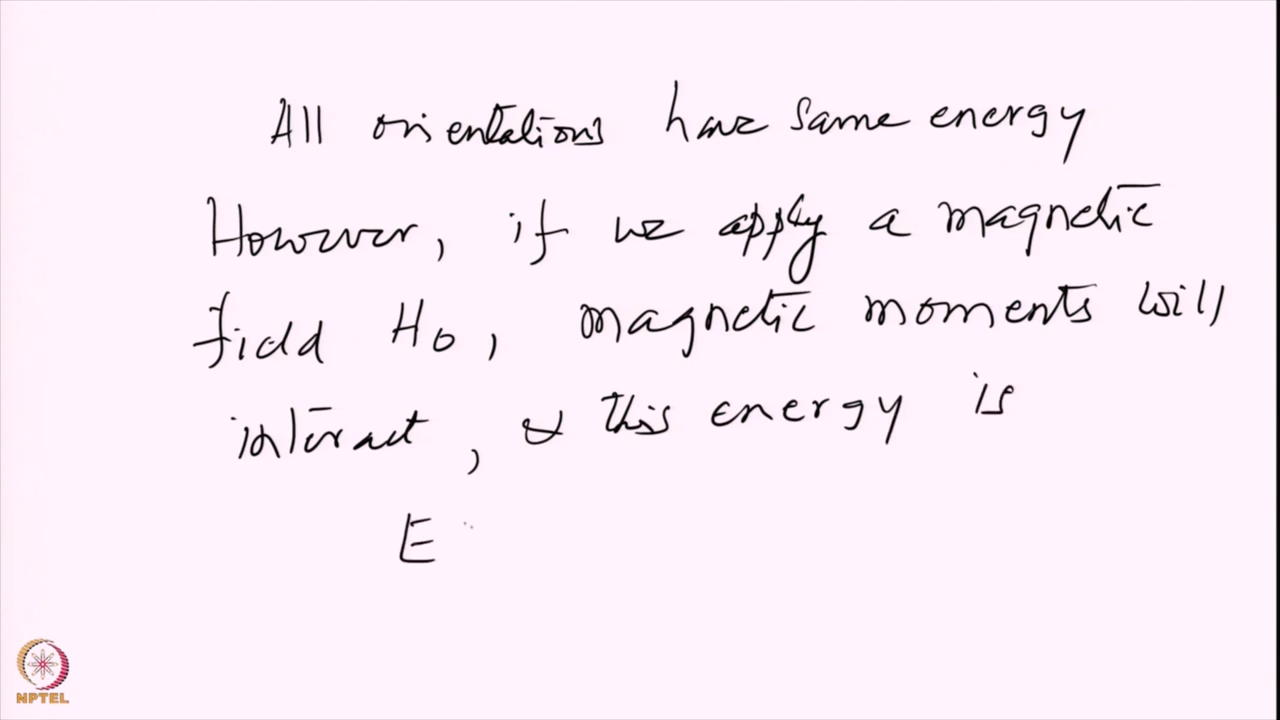 All orientations have same energy
However, if we apply a magnetic
field H0, magnetic moments will
interact, & this energy is
E
NPTEL